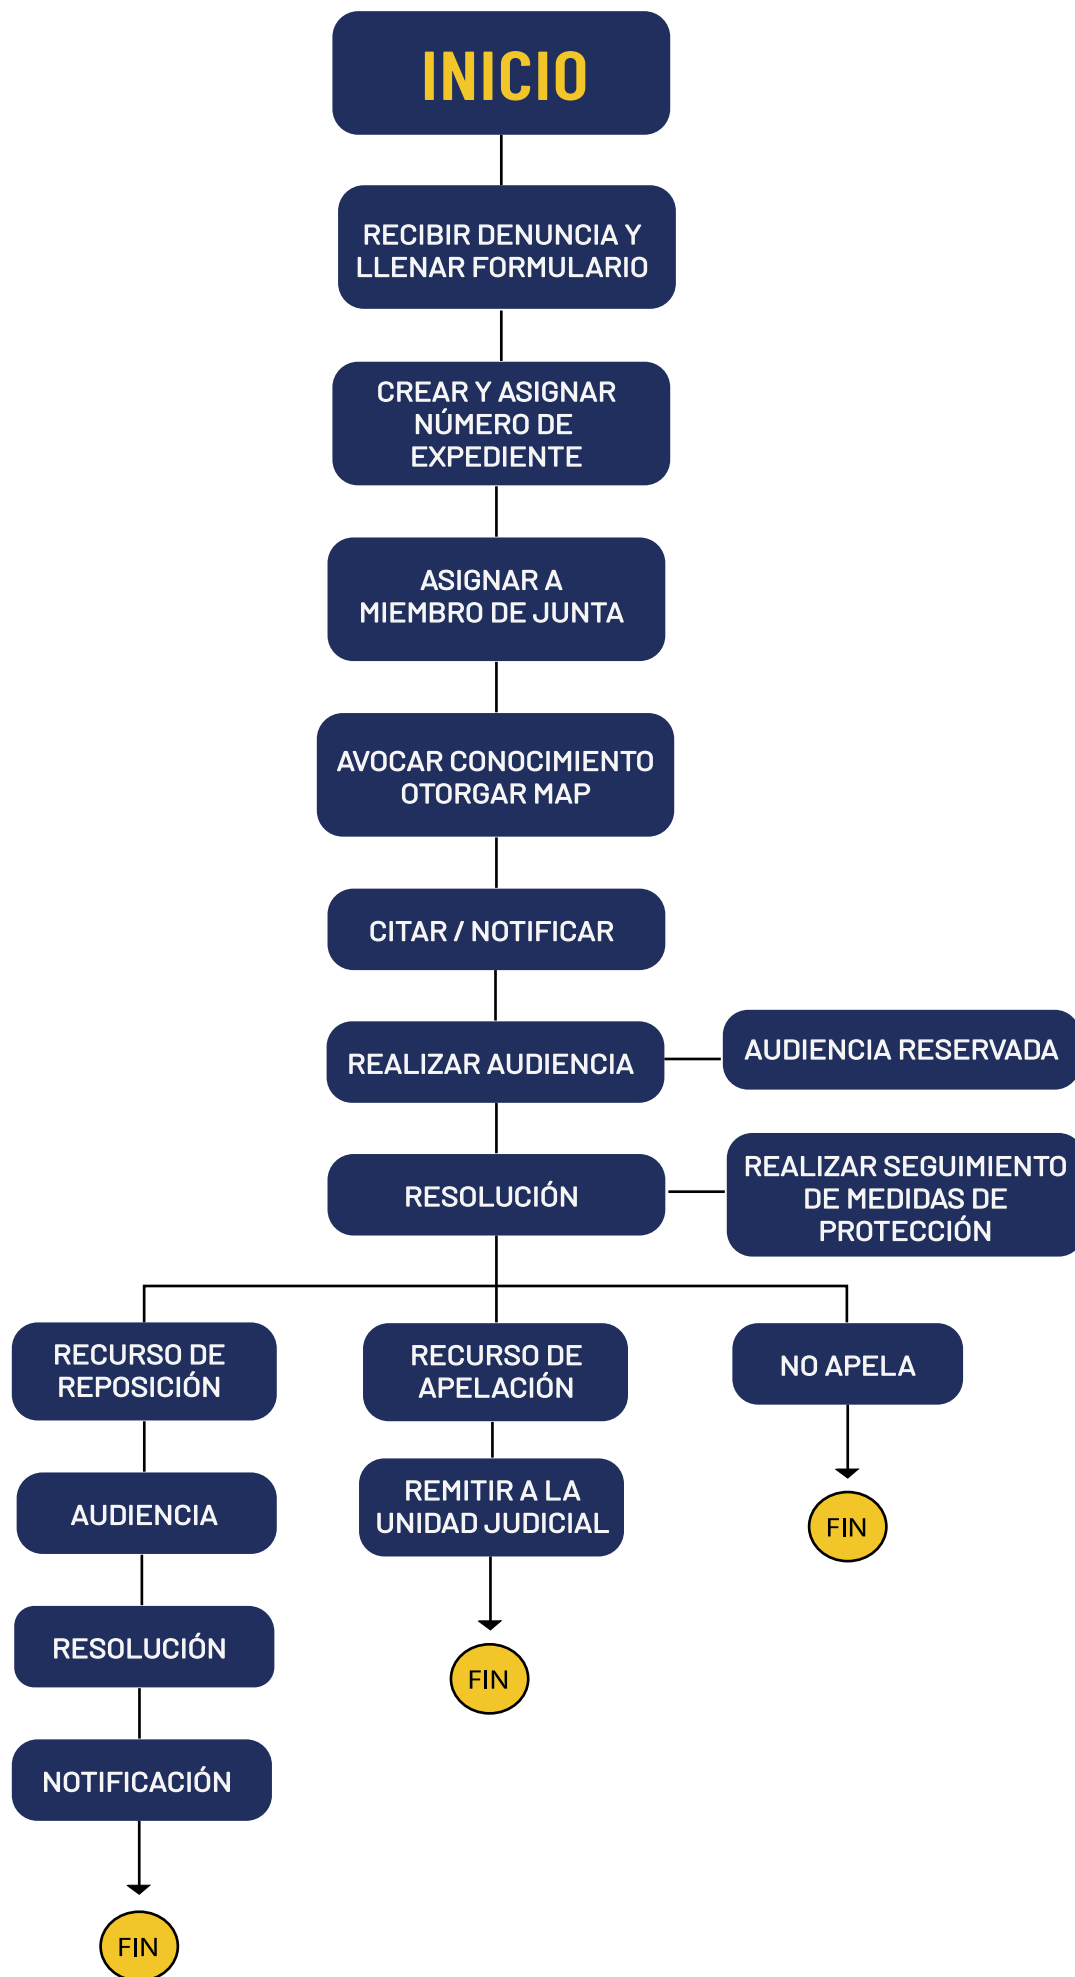 INICIO
RECIBIR DENUNCIA Y
LLENAR FORMULARIO
CREAR Y ASIGNAR
NÚMERO DE
EXPEDIENTE
ASIGNAR A
MIEMBRO DE JUNTA
AVOCAR CONOCIMIENTO
OTORGAR MAP
CITAR / NOTIFICAR
REALIZAR AUDIENCIA
AUDIENCIA RESERVADA
RESOLUCIÓN
REALIZAR SEGUIMIENTO
DE MEDIDAS DE
PROTECCIÓN
RECURSO DE
REPOSICIÓN
AUDIENCIA
RESOLUCIÓN
NOTIFICACIÓN
FIN
RECURSO DE
APELACIÓN
REMITIR A LA
UNIDAD JUDICIAL
FIN
NO APELA
FIN